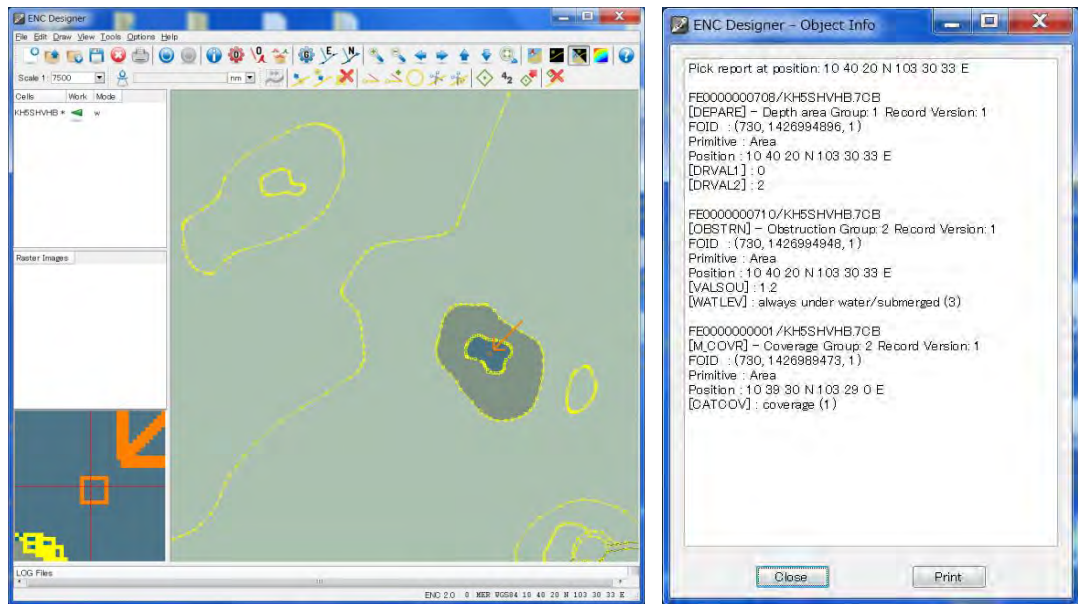 ENC Designer
File Edit Draw View Tools Options Help
Scale 1: 7500
nm
Cells Work Mode
KH5SHVHB * w
Raster Images
LOG Files
ENC 2.0 0 MER WGS84 10 40 20 N 103 30 33 E
ENC Designer - Object Info
Pick report at position: 10 40 20 N 103 30 33 E
FE0000000708/KH5SHVHB.7CB
[DEPARE] - Depth area Group: 1 Record Version: 1
FOID : (730, 1426994896, 1)
Primitive : Area
Position : 10 40 20 N 103 30 33 E
[DRVAL1] : 0
[DRVAL2] : 2
FE0000000710/KH5SHVHB.7CB
[OBSTRN] - Obstruction Group: 2 Record Version: 1
FOID : (730, 1426994948, 1)
Primitive : Area
Position : 10 40 20 N 103 30 33 E
[VALSOU] : 1.2
[WATLEV] : always under water/submerged (3)
FE0000000001/KH5SHVHB.7CB
[M_COVR] - Coverage Group: 2 Record Version: 1
FOID : (730, 1426989473, 1)
Primitive : Area
Position : 10 39 30 N 103 29 0 E
[CATCOV] : coverage (1)
Close Print